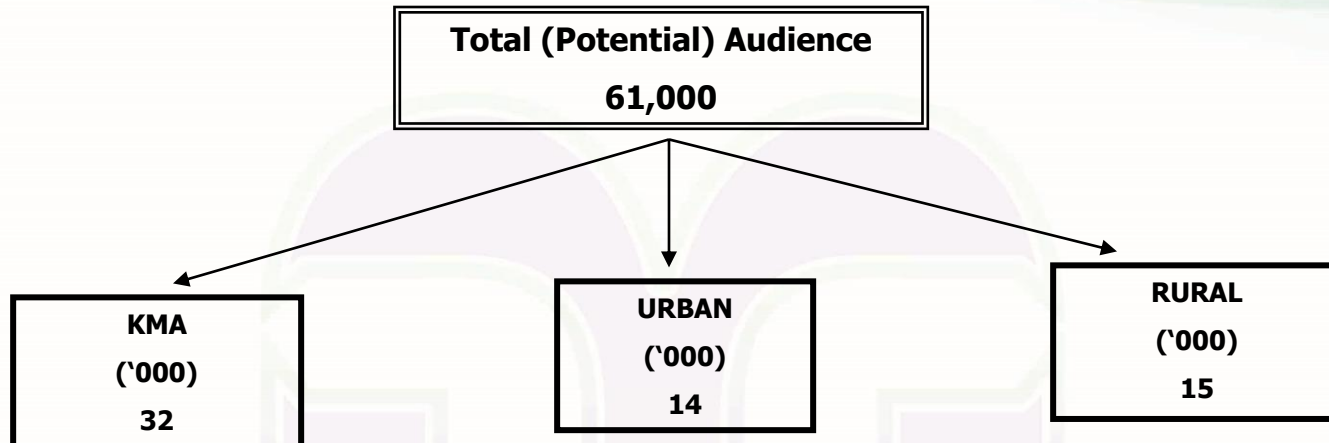 Total (Potential) Audience
61,000
KMA
(‘000)
32
URBAN
(‘000)
14
RURAL
(‘000)
15